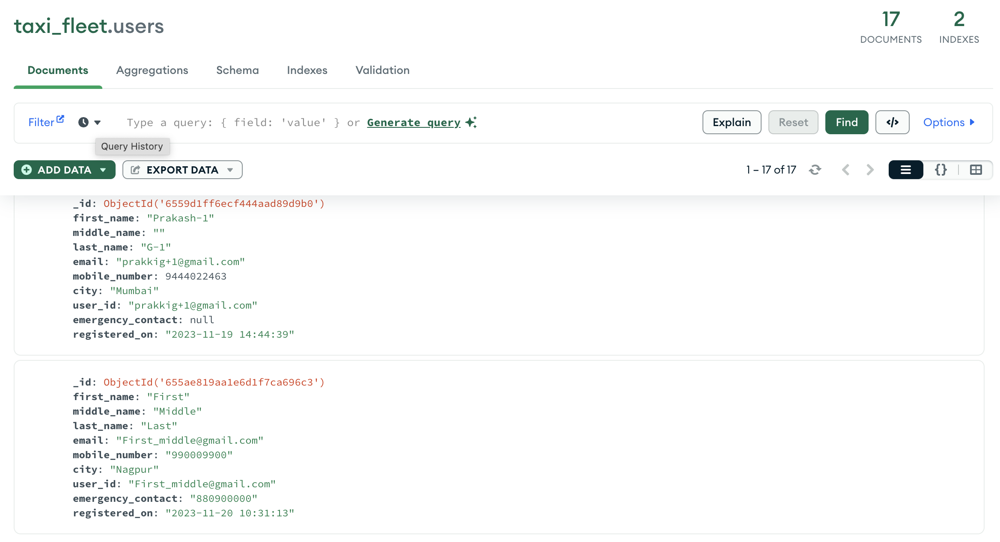 taxi_fleet.users
17
DOCUMENTS
2
INDEXES
Documents
Aggregations
Schema
Indexes
Validation
Filter
Type a query: { field: 'value' } or Generate query
Explain
Reset
Find
</>
Options
Query History
ADD DATA
EXPORT DATA
1 – 17 of 17
{}
_id: ObjectId('6559d1ff6ecf444aad89d9b0')
first_name: "Prakash-1"
middle_name: ""
last_name: "G-1"
email: "prakkig+1@gmail.com"
mobile_number: 9444022463
city: "Mumbai"
user_id: "prakkig+1@gmail.com"
emergency_contact: null
registered_on: "2023-11-19 14:44:39"
_id: ObjectId('655ae819aa1e6d1f7ca696c3')
first_name: "First"
middle_name: "Middle"
last_name: "Last"
email: "First_middle@gmail.com"
mobile_number: "990009900"
city: "Nagpur"
user_id: "First_middle@gmail.com"
emergency_contact: "880900000"
registered_on: "2023-11-20 10:31:13"